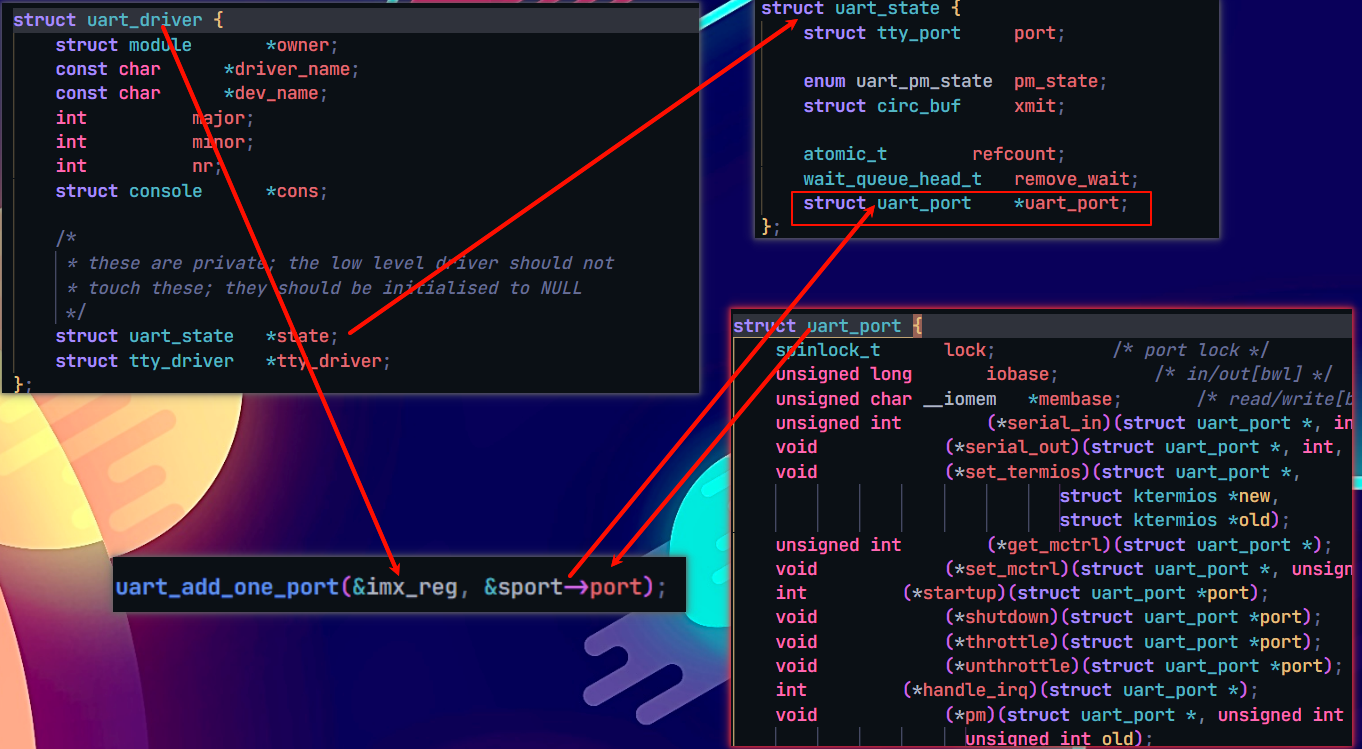 struct uart_driver {
struct module *owner;
const char *driver_name;
const char *dev_name;
int major;
int minor;
int nr;
struct console *cons;
/*
* these are private; the low level driver should not
* touch these; they should be initialised to NULL
*/
struct uart_state *state;
struct tty_driver *tty_driver;
};
struct uart_state {
struct tty_port port;
enum uart_pm_state pm_state;
struct circ_buf xmit;
atomic_t refcount;
wait_queue_head_t remove_wait;
struct uart_port *uart_port;
};
uart_add_one_port(&imx_reg, &sport->port);
struct uart_port {
spinlock_t lock; /* port lock */
unsigned long iobase; /* in/out[bwl] */
unsigned char __iomem *membase; /* read/write[b
unsigned int (*serial_in)(struct uart_port *, in
void (*serial_out)(struct uart_port *, int,
void (*set_termios)(struct uart_port *,
struct ktermios *new,
struct ktermios *old);
unsigned int (*get_mctrl)(struct uart_port *);
void (*set_mctrl)(struct uart_port *, unsign
int (*startup)(struct uart_port *port);
void (*shutdown)(struct uart_port *port);
void (*throttle)(struct uart_port *port);
void (*unthrottle)(struct uart_port *port);
int (*handle_irq)(struct uart_port *);
void (*pm)(struct uart_port *, unsigned int
unsigned int old);